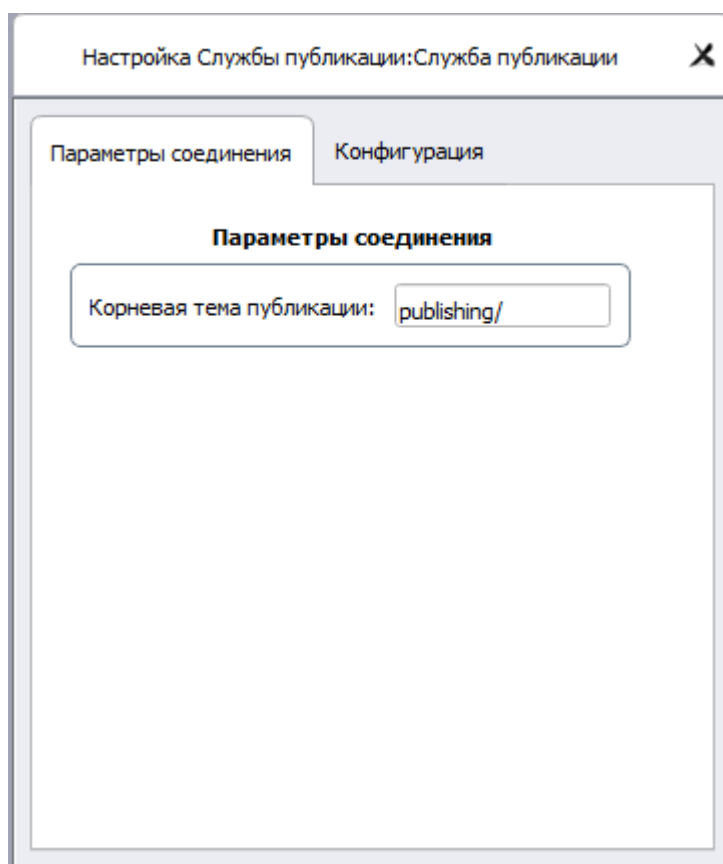 Настройка Службы публикации:Служба публикации
Параметры соединения
Конфигурация
Параметры соединения
Корневая тема публикации: publishing/